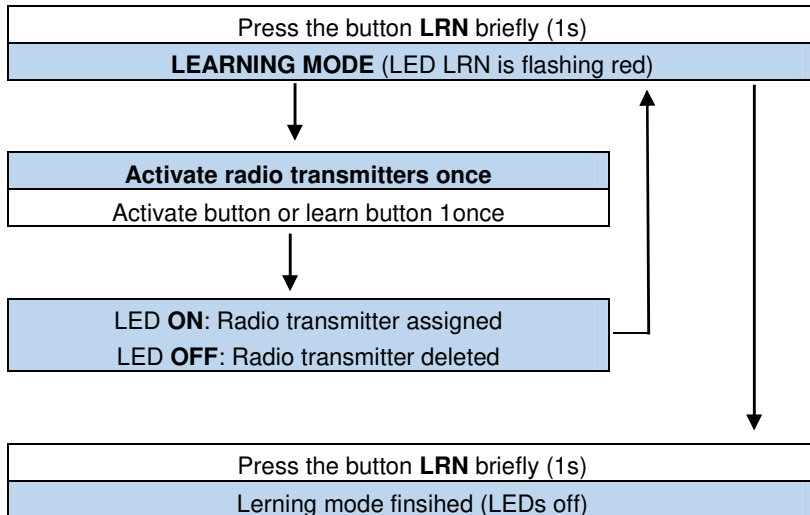 Press the button LRN briefly (1s)
LEARNING MODE (LED LRN is flashing red)
Activate radio transmitters once
Activate button or learn button 1once
LED ON: Radio transmitter assigned
LED OFF: Radio transmitter deleted
Press the button LRN briefly (1s)
Lerning mode finsihed (LEDs off)